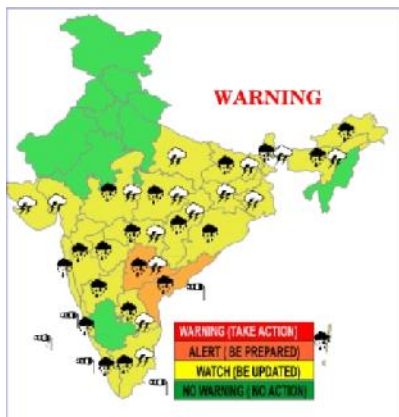 WARNING
WARNING (TAKE ACTION)
ALERT ( BE PREPARED)
WATCH (BE UPDATED)
NO WARNING ( NO ACTION)